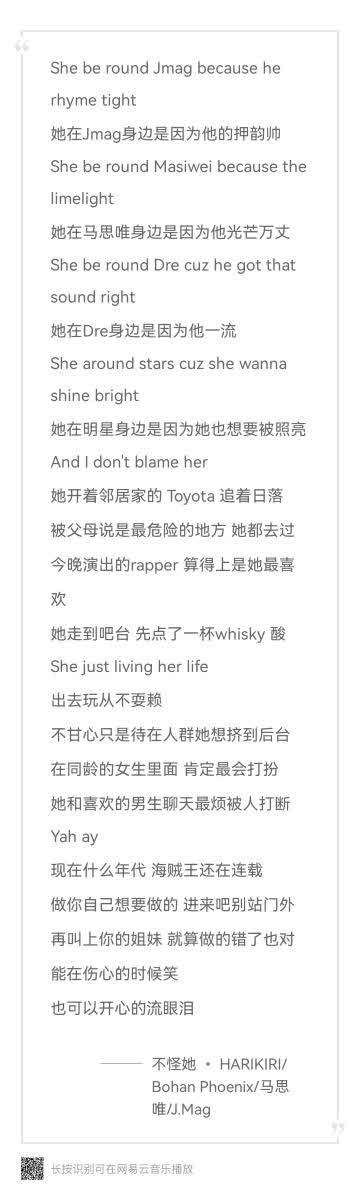 “
She be round Jmag because he
rhyme tight
她在Jmag身边是因为他的押韵帅
She be round Masiwei because the
limelight
她在马思唯身边是因为他光芒万丈
She be round Dre cuz he got that
sound right
她在Dre身边是因为他一流
She around stars cuz she wanna
shine bright
她在明星身边是因为她也想要被照亮
And I don't blame her
她开着邻居家的 Toyota 追着日落
被父母说是最危险的地方 她都去过
今晚演出的rapper 算得上是她最喜
欢
她走到吧台 先点了一杯whisky 酸
She just living her life
出去玩从不耍赖
不甘心只是待在人群她想挤到后台
在同龄的女生里面 肯定最会打扮
她和喜欢的男生聊天最烦被人打断
Yah ay
现在什么年代 海贼王还在连载
做你自己想要做的 进来吧别站门外
再叫上你的姐妹 就算做的错了也对
能在伤心的时候笑
也可以开心的流眼泪
—— 不怪她 • HARIKIRI/
Bohan Phoenix/马思
唯/J.Mag
”
长按识别可在网易云音乐播放